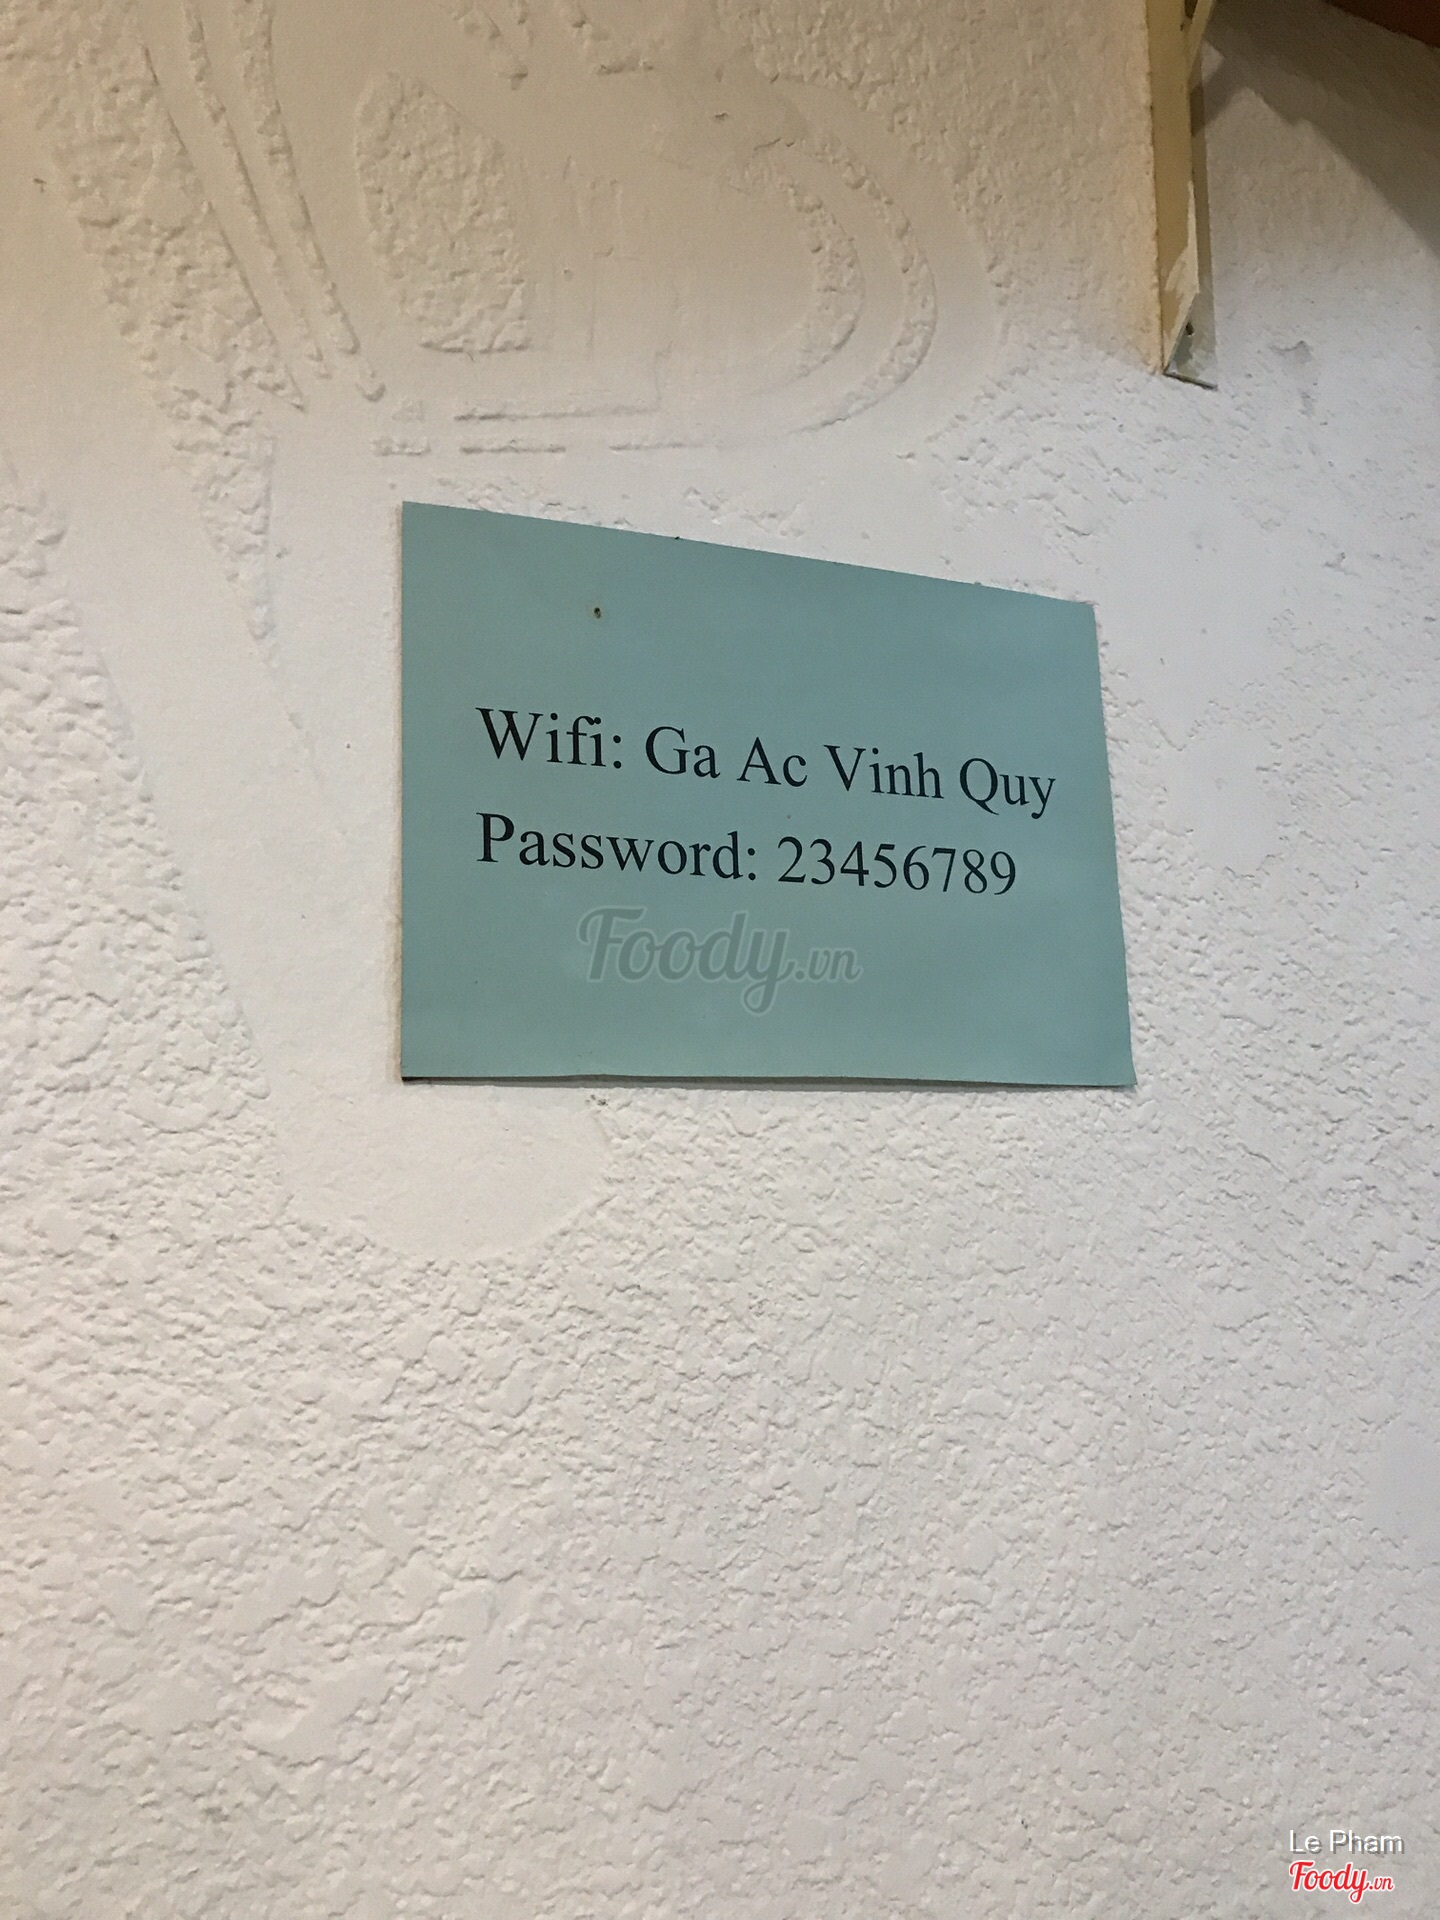 Wifi: Ga Ac Vinh Quy
Password: 23456789
Foody.vn
Le Pham
Foody.vn